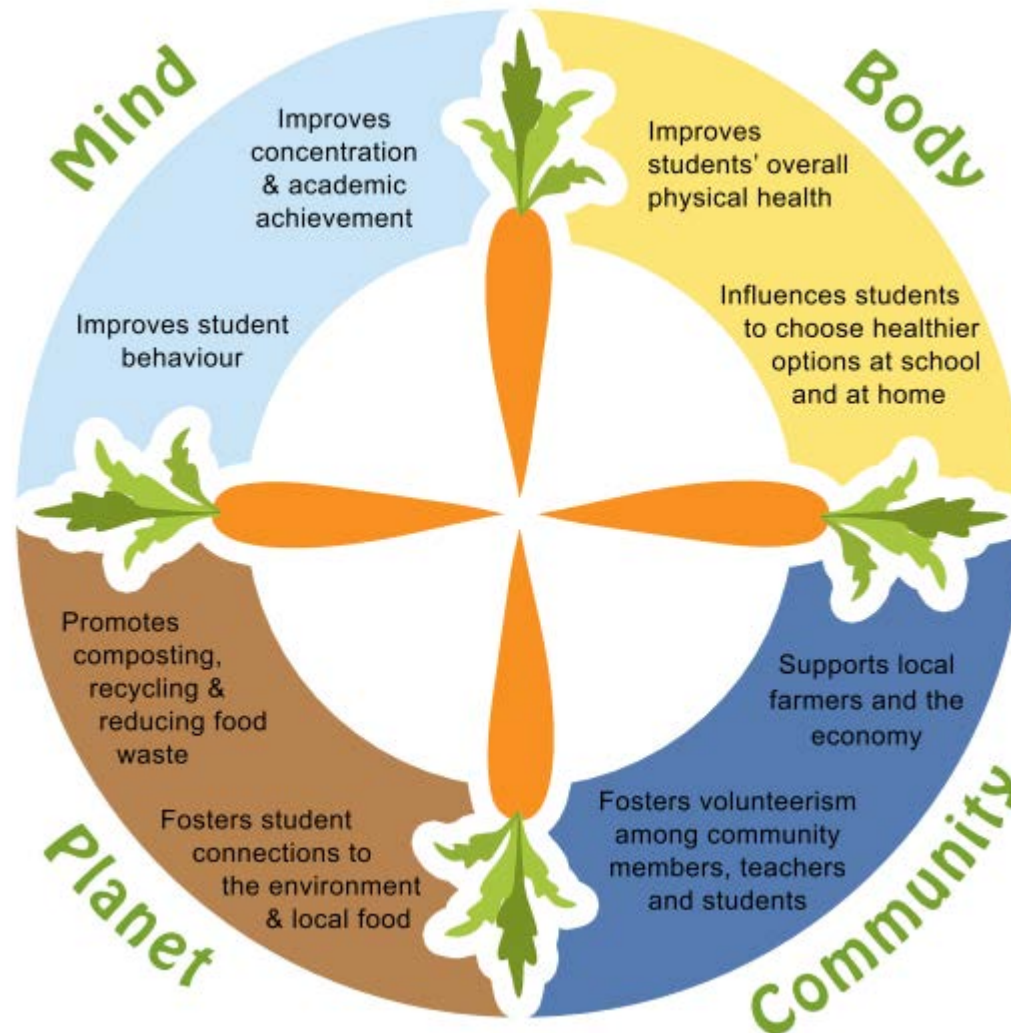 Mind
Improves
concentration
& academic
achievement
Improves student
behaviour
Body
Improves
students' overall
physical health
Influences students
to choose healthier
options at school
and at home
Planet
Promotes
composting,
recycling &
reducing food
waste
Fosters student
connections to
the environment
& local food
Community
Supports local
farmers and the
economy
Fosters volunteerism
among community
members, teachers
and students